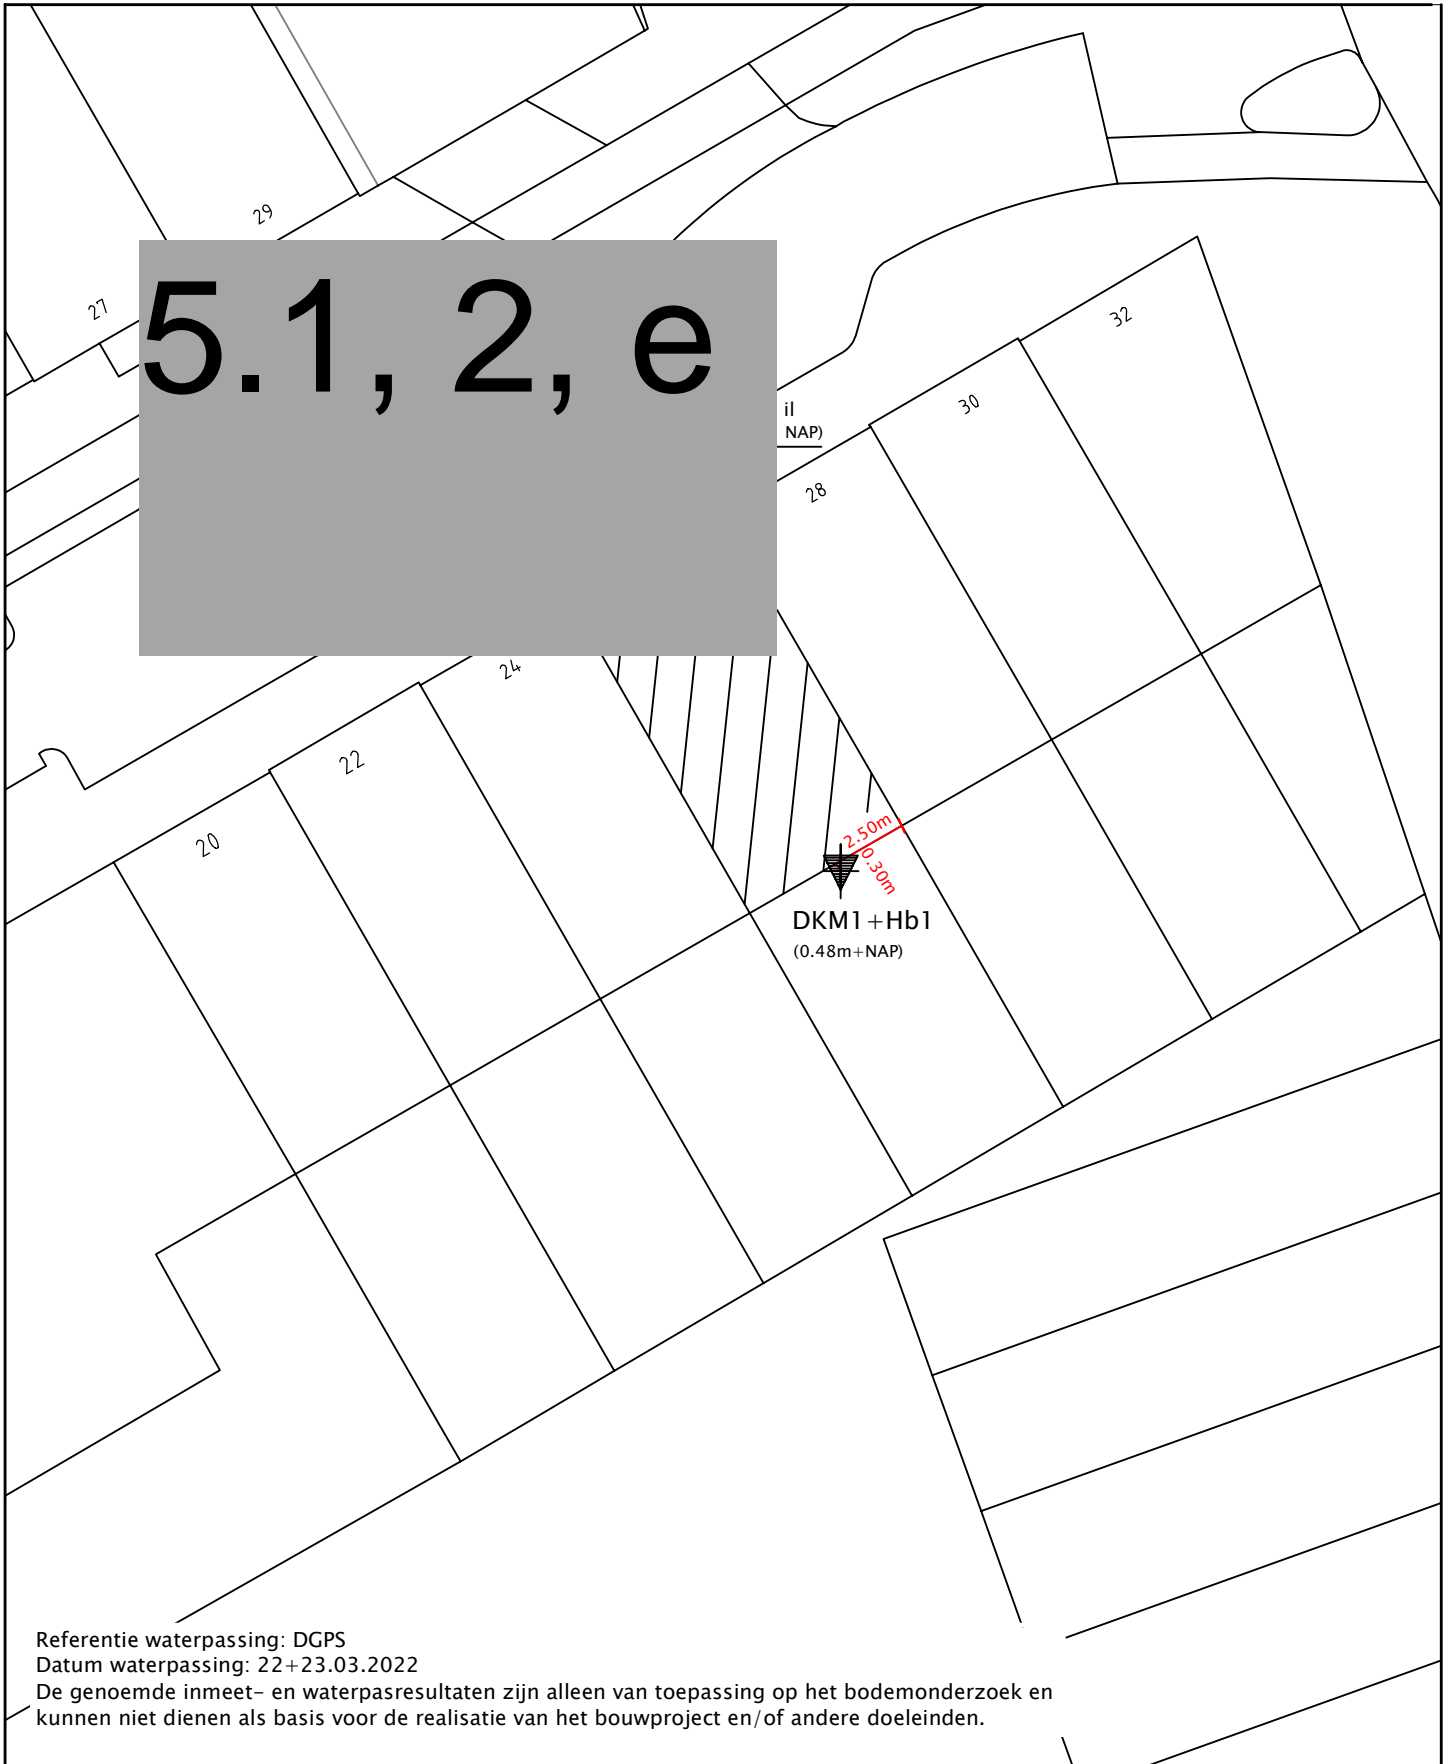 29
27
5.1, 2, e
32
30
il
NAP)
28
24
22
20
2.50m
0.30m
DKM1+Hb1
(0.48m+NAP)
Referentie waterpassing: DGPS
Datum waterpassing: 22+23.03.2022
De genoemde inmeet- en waterpasresultaten zijn alleen van toepassing op het bodemonderzoek en
kunnen niet dienen als basis voor de realisatie van het bouwproject en/of andere doeleinden.